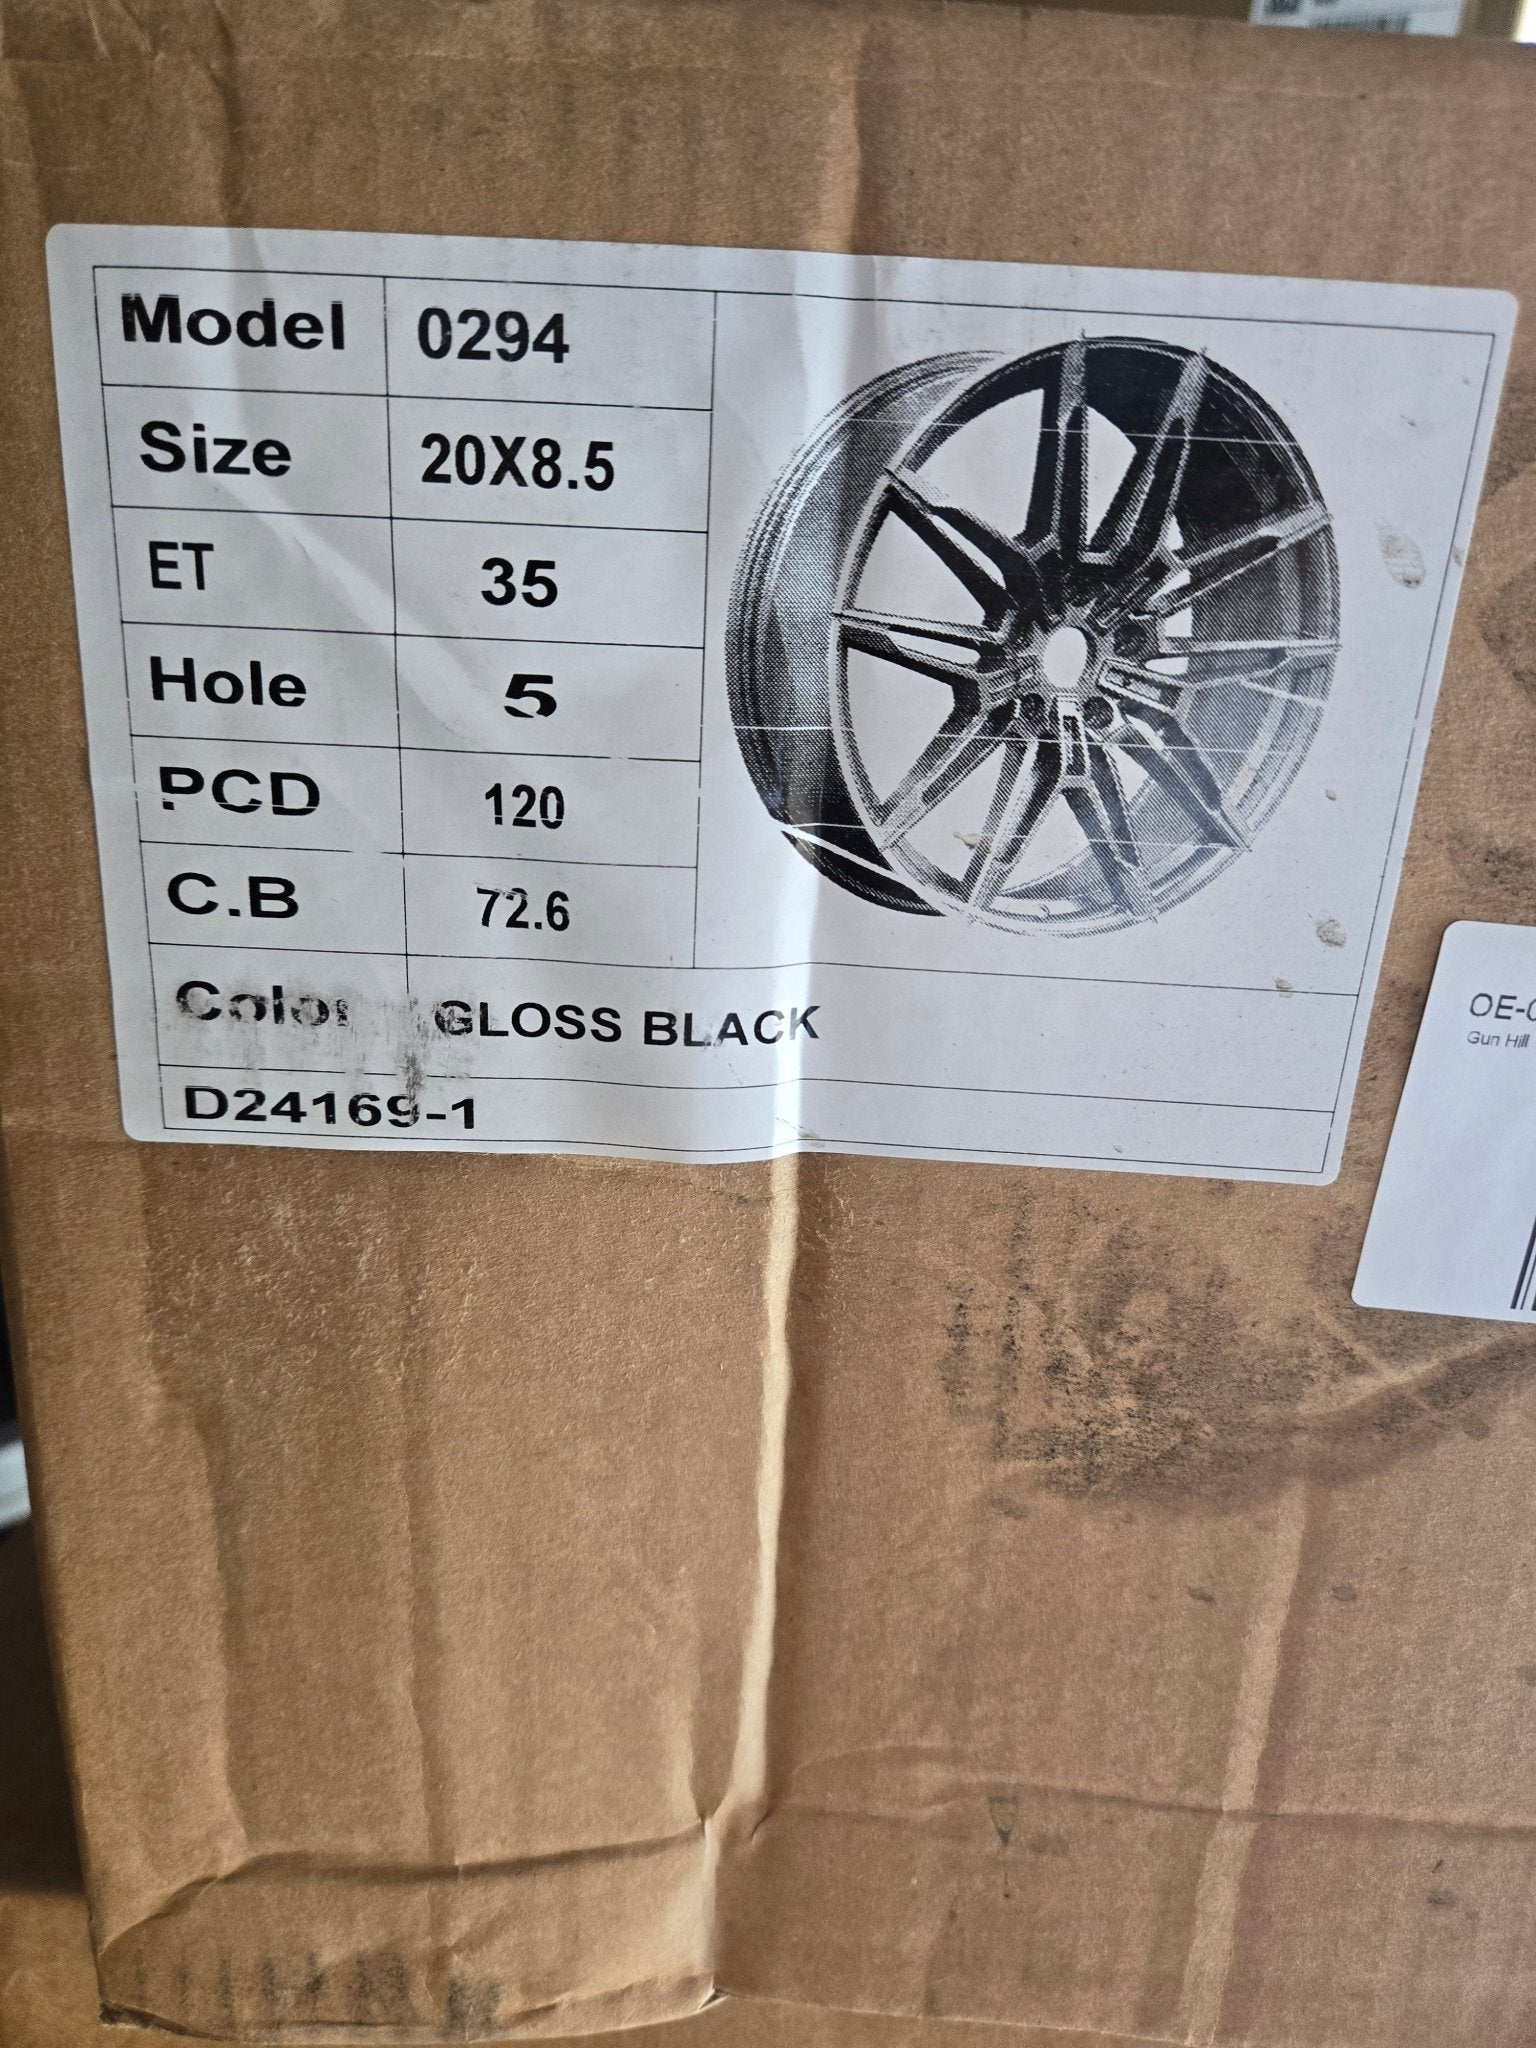 Model 0294
Size 20X8.5
ET 35
Hole 5
PCD 120
C.B 72.6
Color GLOSS BLACK
D24169-1
Gun Hill